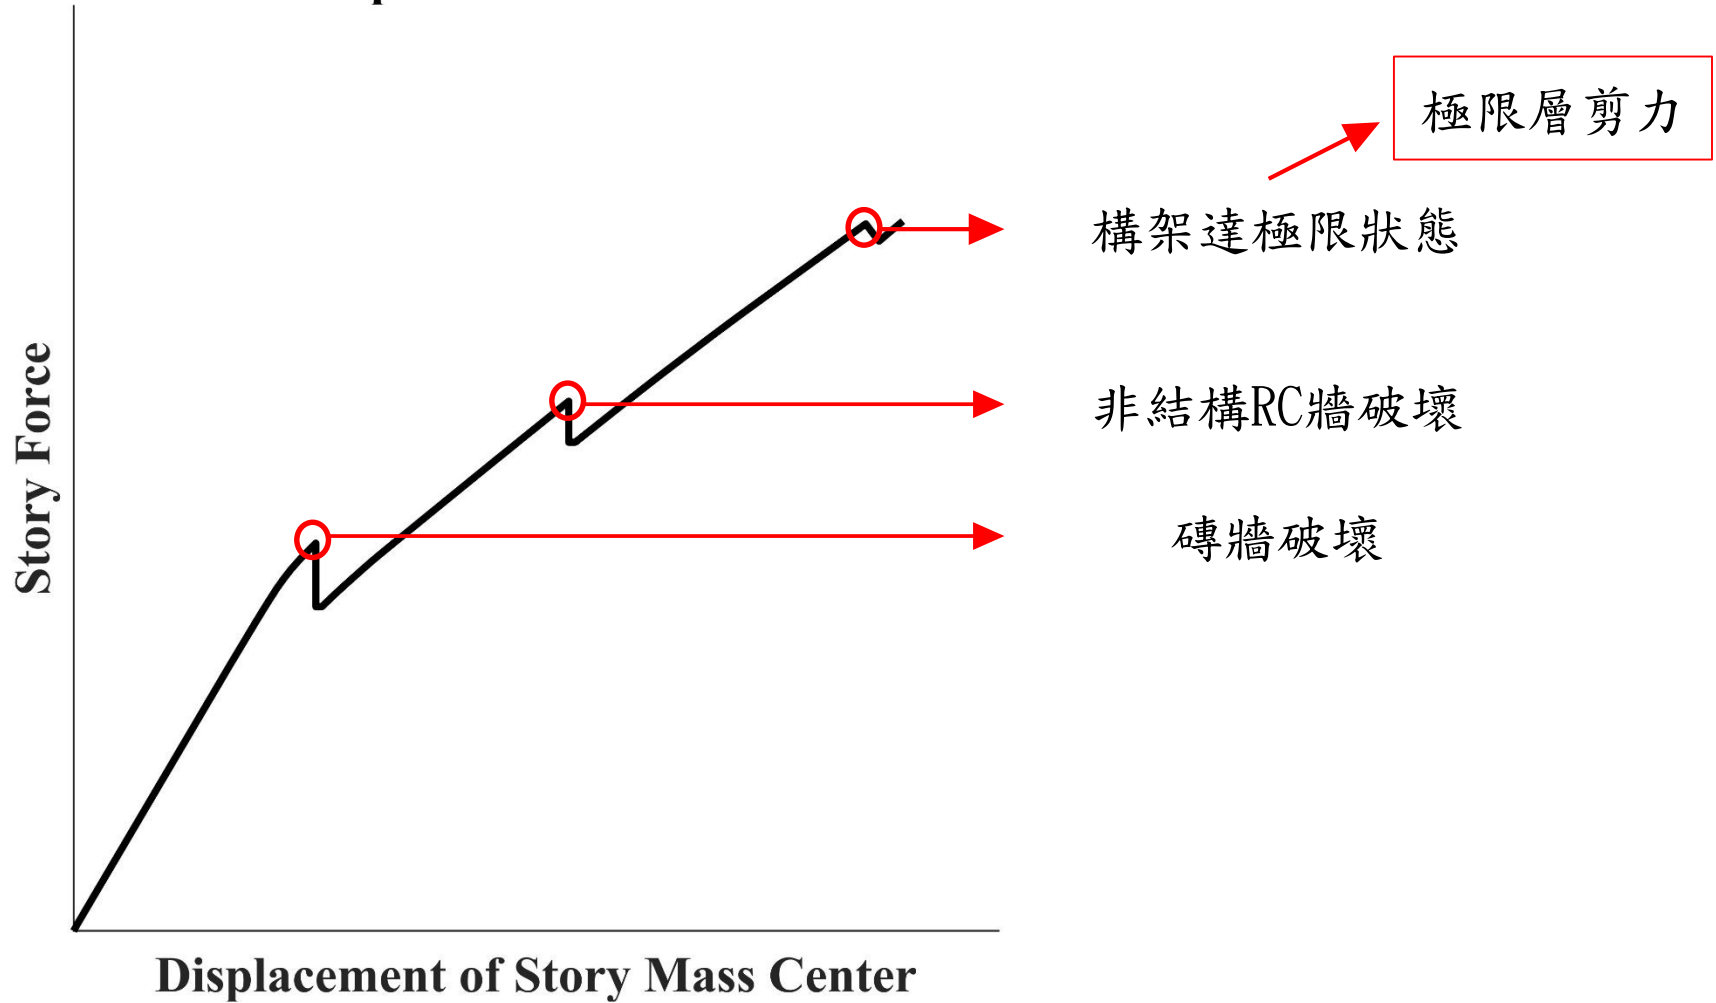 極限層剪力
構架達極限狀態
非結構RC牆破壞
磚牆破壞
Story Force
Displacement of Story Mass Center